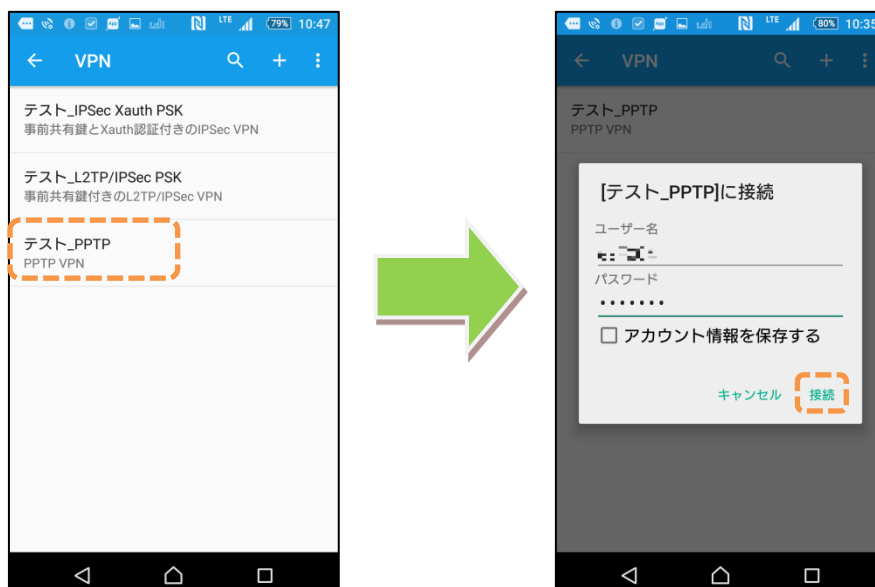 LTE 79% 10:47
VPN
テスト_IPSec Xauth PSK
事前共有鍵とXauth認証付きのIPSec VPN
テスト_L2TP/IPSec PSK
事前共有鍵付きのL2TP/IPSec VPN
テスト_PPTP
PPTP VPN
LTE 80% 10:35
VPN
テスト_PPTP
PPTP VPN
[テスト_PPTP]に接続
ユーザー名
パスワード
•••••••
アカウント情報を保存する
キャンセル 接続